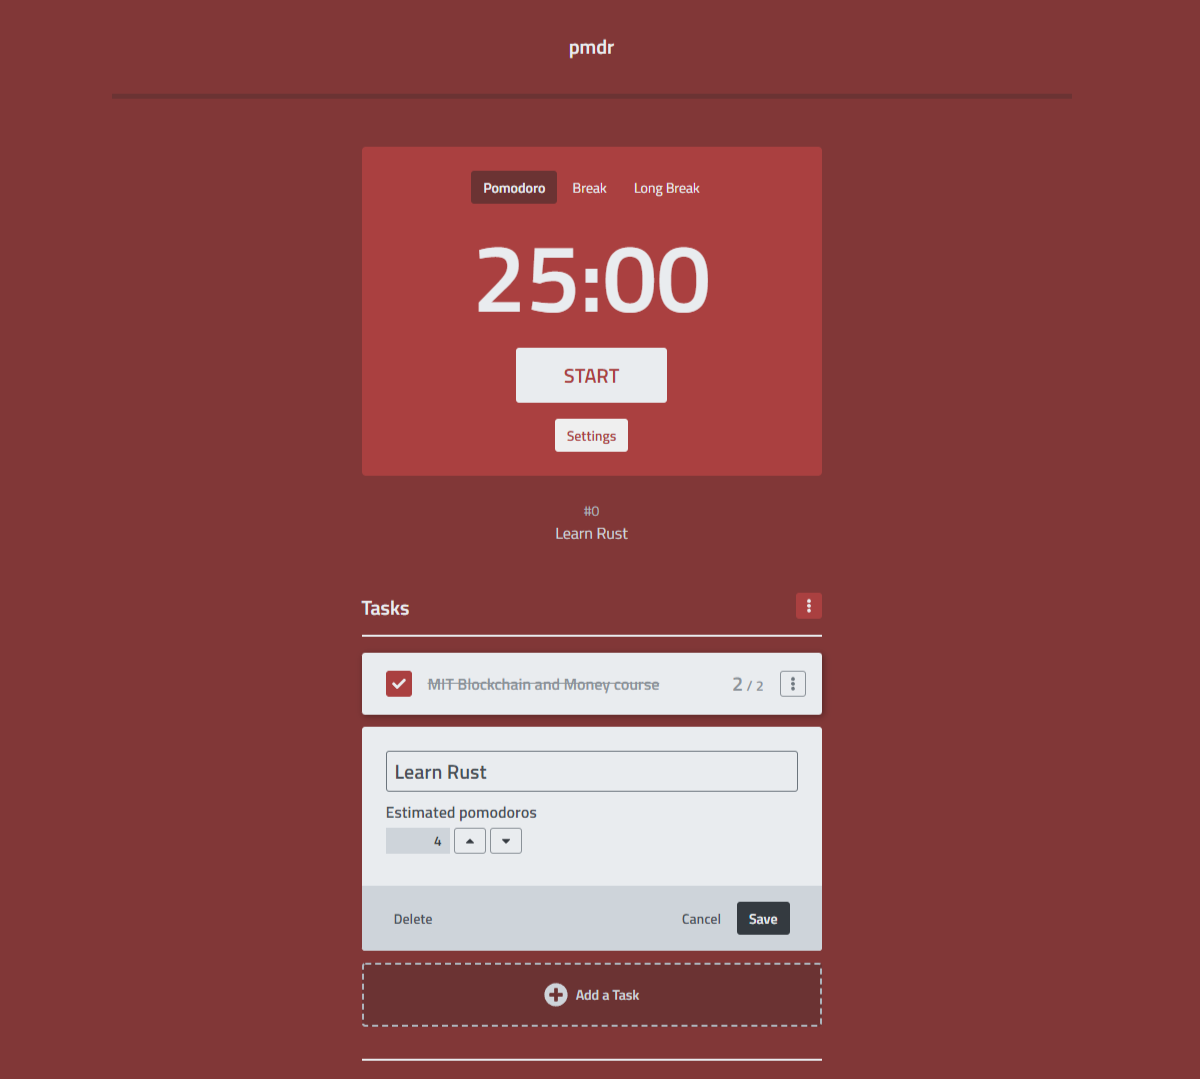 pmdr
Pomodoro Break Long Break
25:00
START
Settings
#0
Learn Rust
Tasks
MIT Blockchain and Money course 2 / 2
Learn Rust
Estimated pomodoros
4
Delete Cancel Save
Add a Task